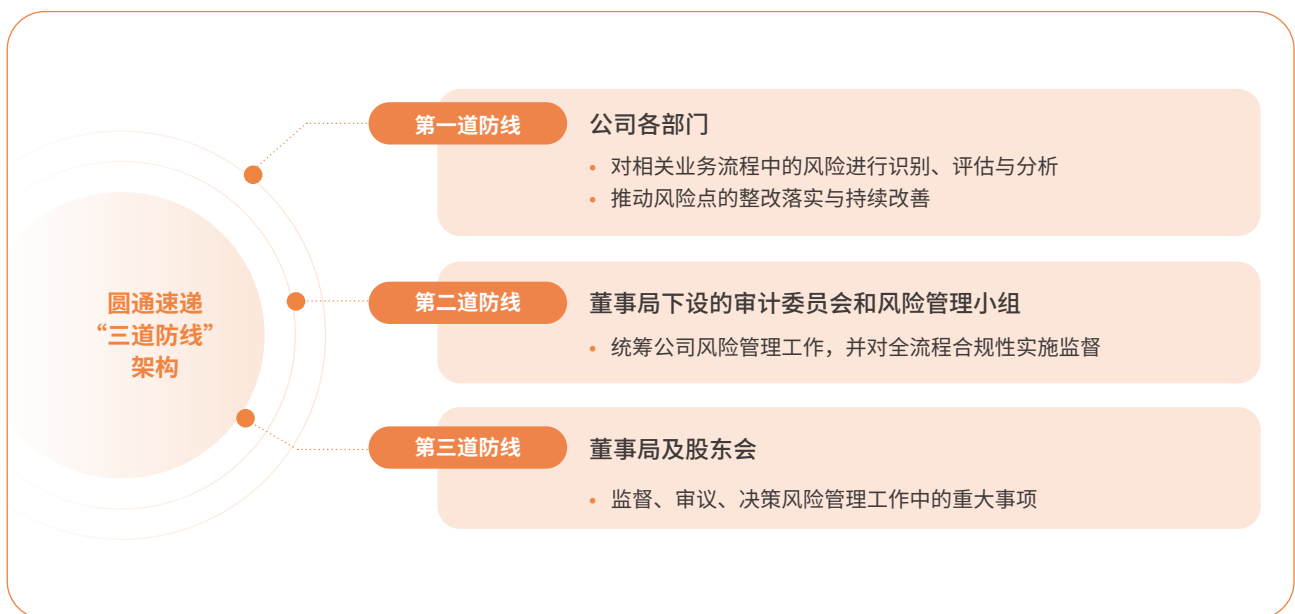 圆通速递
“三道防线”
架构
第一道防线
公司各部门
• 对相关业务流程中的风险进行识别、评估与分析
• 推动风险点的整改落实与持续改善
第二道防线
董事局下设的审计委员会和风险管理小组
• 统筹公司风险管理工作，并对全流程合规性实施监督
第三道防线
董事局及股东会
• 监督、审议、决策风险管理工作中的重大事项